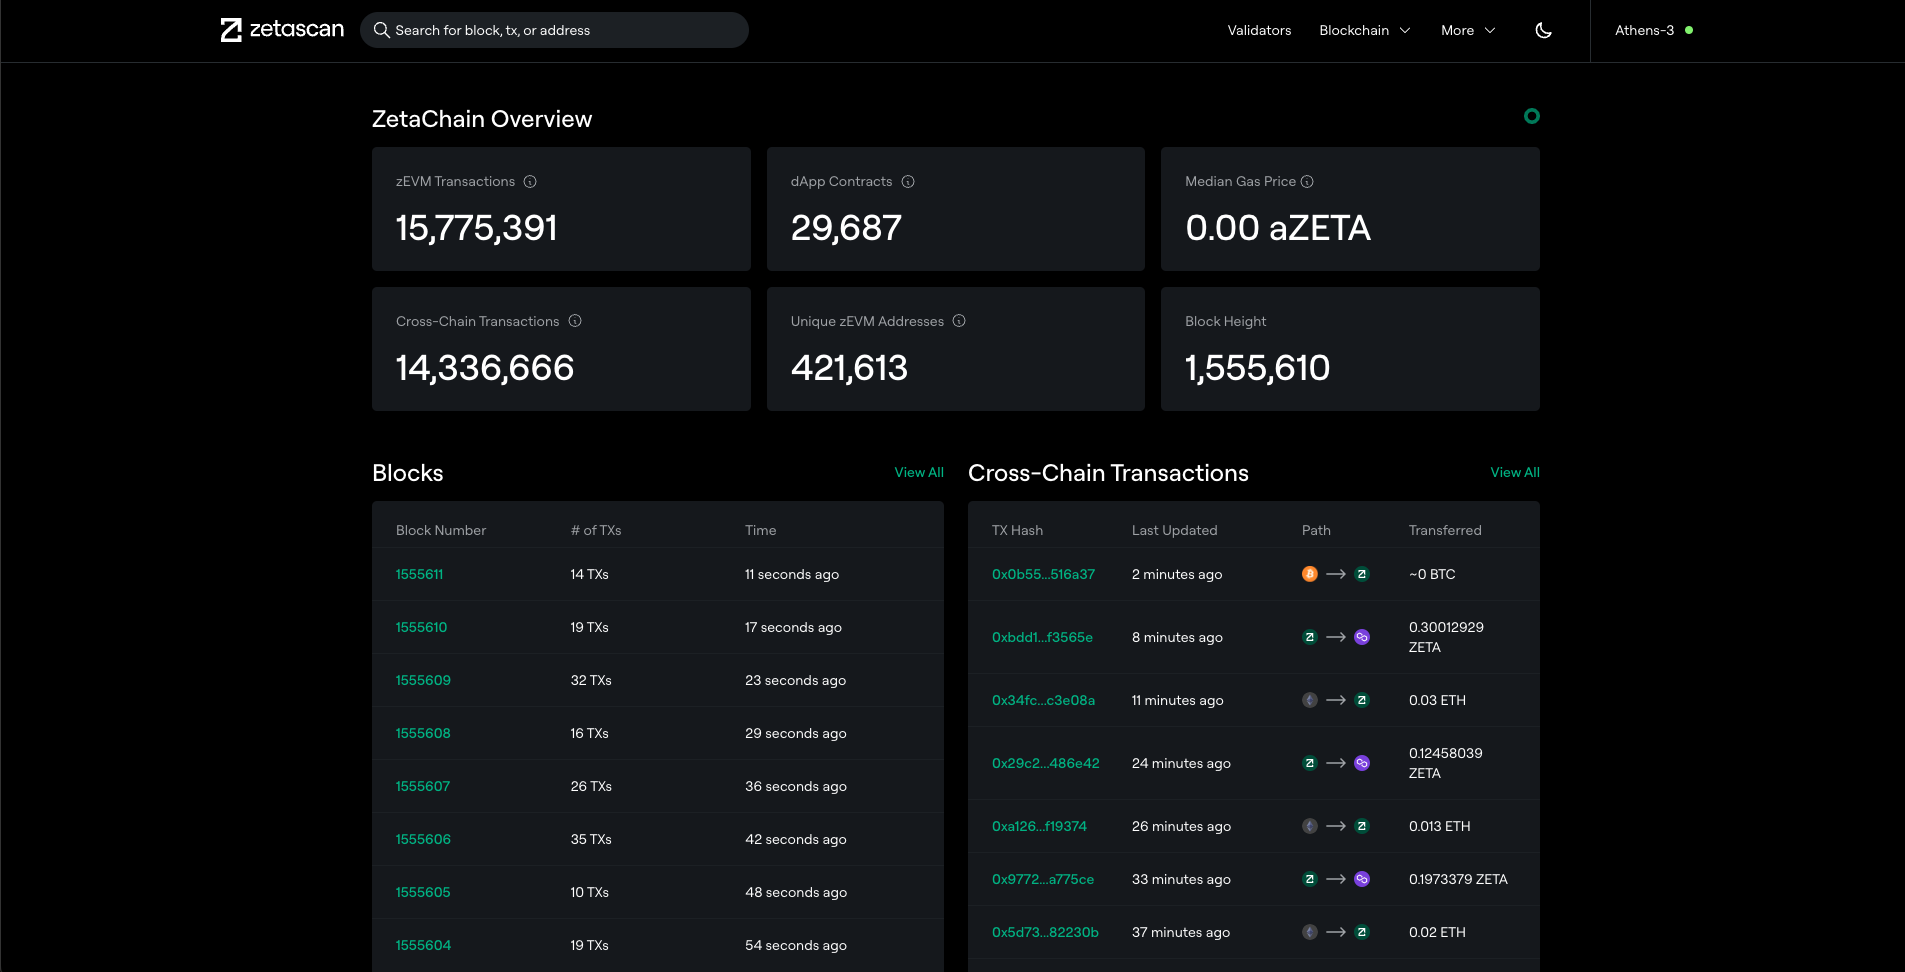 zetascan
Search for block, tx, or address
Validators
Blockchain
More
Athens-3
ZetaChain Overview
zEVM Transactions
15,775,391
dApp Contracts
29,687
Median Gas Price
0.00 aZETA
Cross-Chain Transactions
14,336,666
Unique zEVM Addresses
421,613
Block Height
1,555,610
Blocks
View All
Block Number # of TXs Time
1555611 14 TXs 11 seconds ago
1555610 19 TXs 17 seconds ago
1555609 32 TXs 23 seconds ago
1555608 16 TXs 29 seconds ago
1555607 26 TXs 36 seconds ago
1555606 35 TXs 42 seconds ago
1555605 10 TXs 48 seconds ago
1555604 19 TXs 54 seconds ago
Cross-Chain Transactions
View All
TX Hash Last Updated Path Transferred
0x0b55...516a37 2 minutes ago ~0 BTC
0xbdd1...f3565e 8 minutes ago 0.30012929
ZETA
0x34fc...c3e08a 11 minutes ago 0.03 ETH
0x29c2...486e42 24 minutes ago 0.12458039
ZETA
0xa126...f19374 26 minutes ago 0.013 ETH
0x9772...a775ce 33 minutes ago 0.1973379 ZETA
0x5d73...82230b 37 minutes ago 0.02 ETH